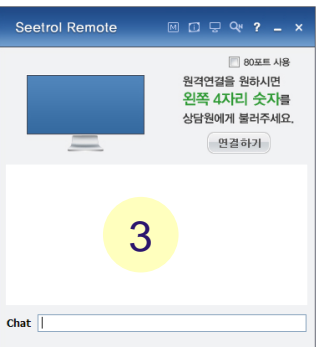 Seetrol Remote
80포트 사용
원격연결을 원하시면
왼쪽 4자리 숫자를
상담원에게 불러주세요.
연결하기
3
Chat